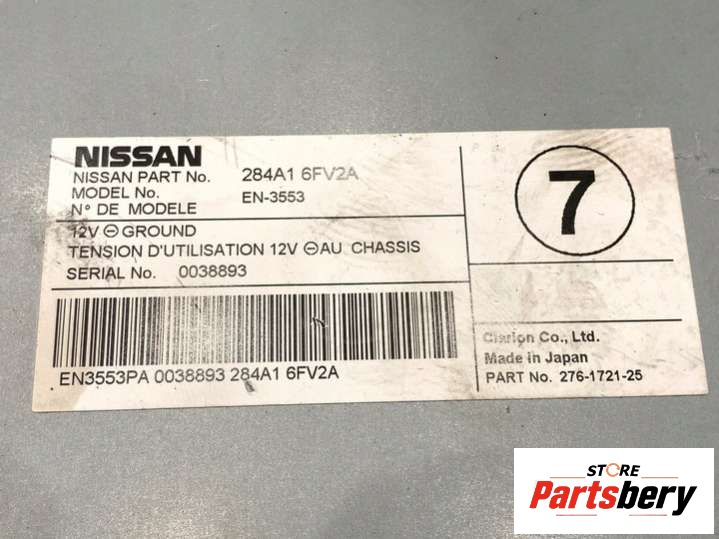 NISSAN
NISSAN PART No. 284A1 6FV2A
MODEL No. EN-3553
N° DE MODELE
12V ⊖ GROUND
TENSION D'UTILISATION 12V ⊖ AU CHASSIS
SERIAL No. 0038893
EN3553PA 0038893 284A1 6FV2A
7
Clarion Co., Ltd.
Made in Japan
PART No. 276-1721-25
STORE
Partsbery